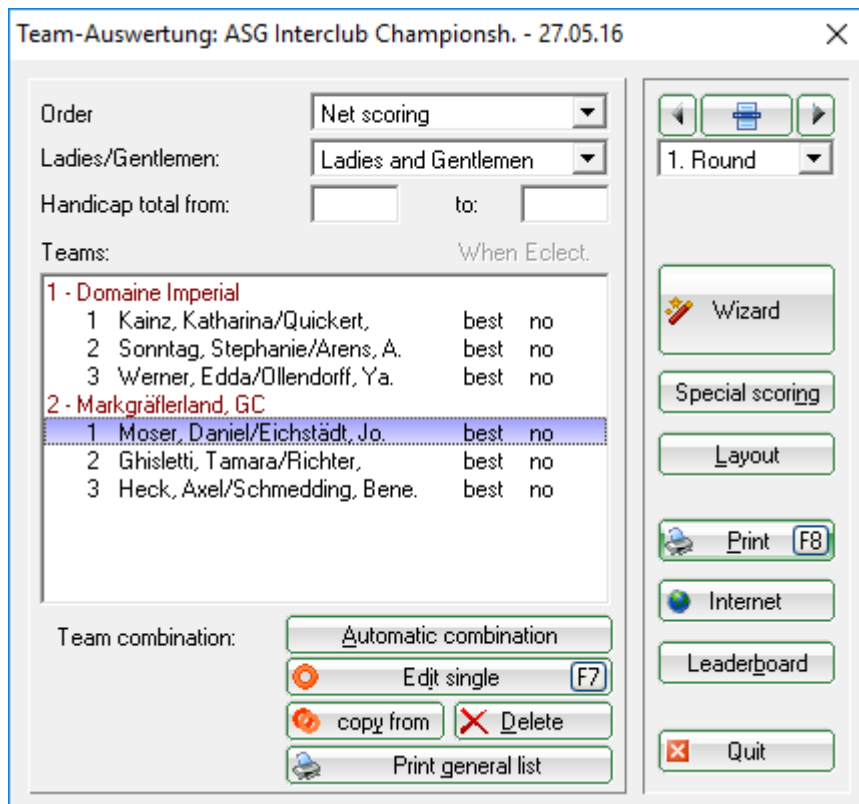 Team-Auswertung: ASG Interclub Championsh. - 27.05.16
Order
Net scoring
Ladies/Gentlemen:
Ladies and Gentlemen
Handicap total from:
to:
Teams:
When Eclect.
1 - Domaine Imperial
1 Kainz, Katharina/Quickert, best no
2 Sonntag, Stephanie/Arens, A. best no
3 Werner, Edda/Ollendorff, Ya. best no
2 - Markgräflerland, GC
1 Moser, Daniel/Eichstädt, Jo. best no
2 Ghisletti, Tamara/Richter, best no
3 Heck, Axel/Schmedding, Bene. best no
Team combination:
Automatic combination
Edit single F7
copy from
Delete
Print general list
1. Round
Wizard
Special scoring
Layout
Print F8
Internet
Leaderboard
Quit